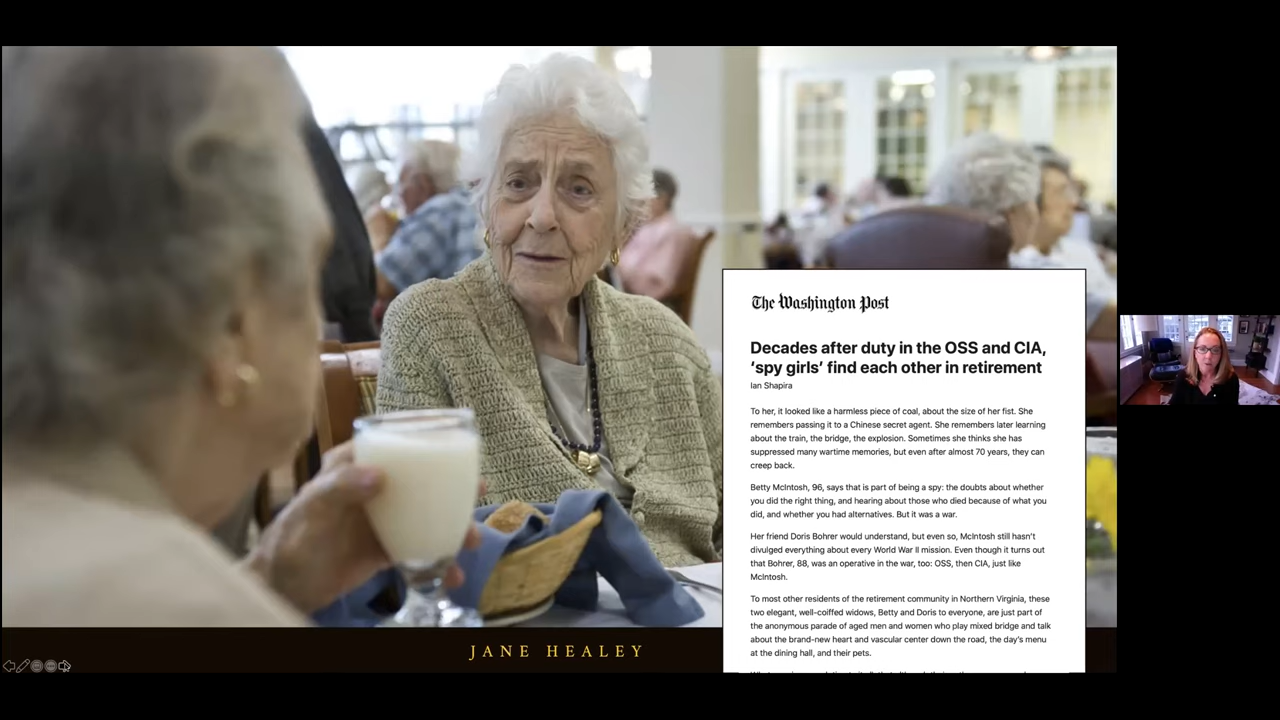 The Washington Post
Decades after duty in the OSS and CIA,
‘spy girls’ find each other in retirement
Ian Shapira
To her, it looked like a harmless piece of coal, about the size of her fist. She
remembers passing it to a Chinese secret agent. She remembers later learning
about the train, the bridge, the explosion. Sometimes she thinks she has
suppressed many wartime memories, but even after almost 70 years, they can
creep back.
Betty McIntosh, 96, says that is part of being a spy: the doubts about whether
you did the right thing, and hearing about those who died because of what you
did, and whether you had alternatives. But it was a war.
Her friend Doris Bohrer would understand, but even so, McIntosh still hasn’t
divulged everything about every World War II mission. Even though it turns out
that Bohrer, 88, was an operative in the war, too: OSS, then CIA, just like
McIntosh.
To most other residents of the retirement community in Northern Virginia, these
two elegant, well-coiffed widows, Betty and Doris to everyone, are just part of
the anonymous parade of aged men and women who play mixed bridge and talk
about the brand-new heart and vascular center down the road, the day’s menu
at the dining hall, and their pets.
JANE HEALEY